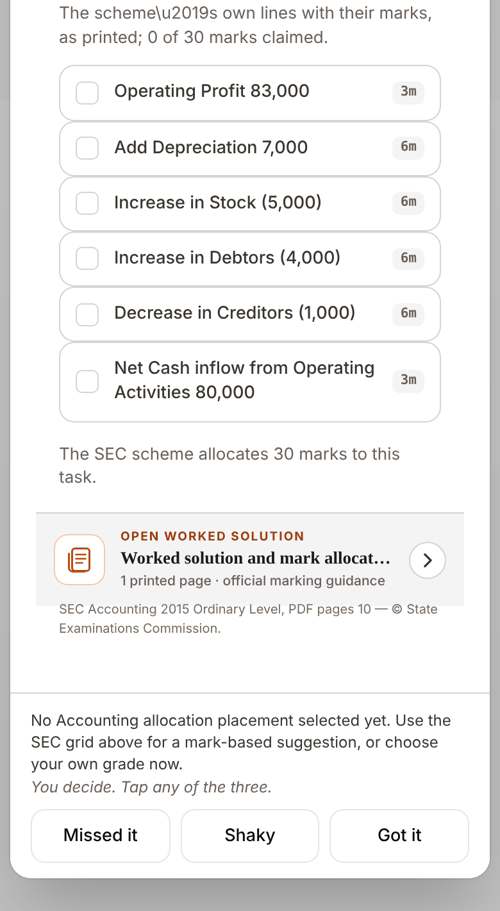 The scheme\u2019s own lines with their marks,
as printed; 0 of 30 marks claimed.
Operating Profit 83,000 3m
Add Depreciation 7,000 6m
Increase in Stock (5,000) 6m
Increase in Debtors (4,000) 6m
Decrease in Creditors (1,000) 6m
Net Cash inflow from Operating
Activities 80,000 3m
The SEC scheme allocates 30 marks to this
task.
OPEN WORKED SOLUTION
Worked solution and mark allocat…
1 printed page · official marking guidance
SEC Accounting 2015 Ordinary Level, PDF pages 10 — © State
Examinations Commission.
No Accounting allocation placement selected yet. Use the
SEC grid above for a mark-based suggestion, or choose
your own grade now.
You decide. Tap any of the three.
Missed it Shaky Got it